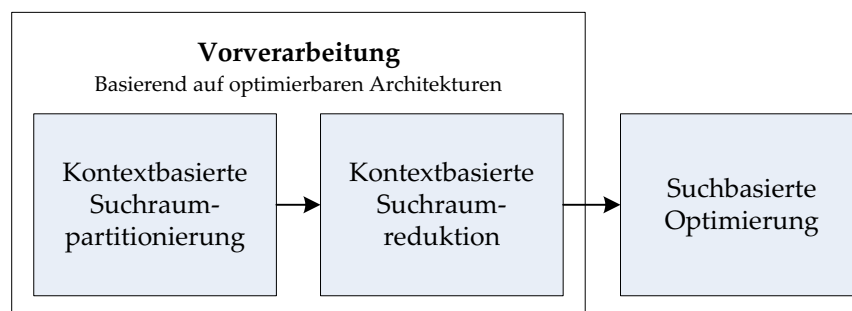 Vorverarbeitung
Basierend auf optimierbaren Architekturen
Kontextbasierte
Suchraum-
partitionierung
Kontextbasierte
Suchraum-
reduktion
Suchbasierte
Optimierung